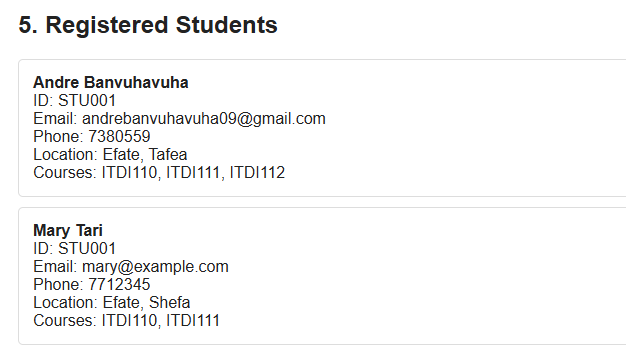 5. Registered Students
Andre Banvuhavuha
ID: STU001
Email: andrebanvuhavuha09@gmail.com
Phone: 7380559
Location: Efate, Tafea
Courses: ITDI110, ITDI111, ITDI112
Mary Tari
ID: STU001
Email: mary@example.com
Phone: 7712345
Location: Efate, Shefa
Courses: ITDI110, ITDI111